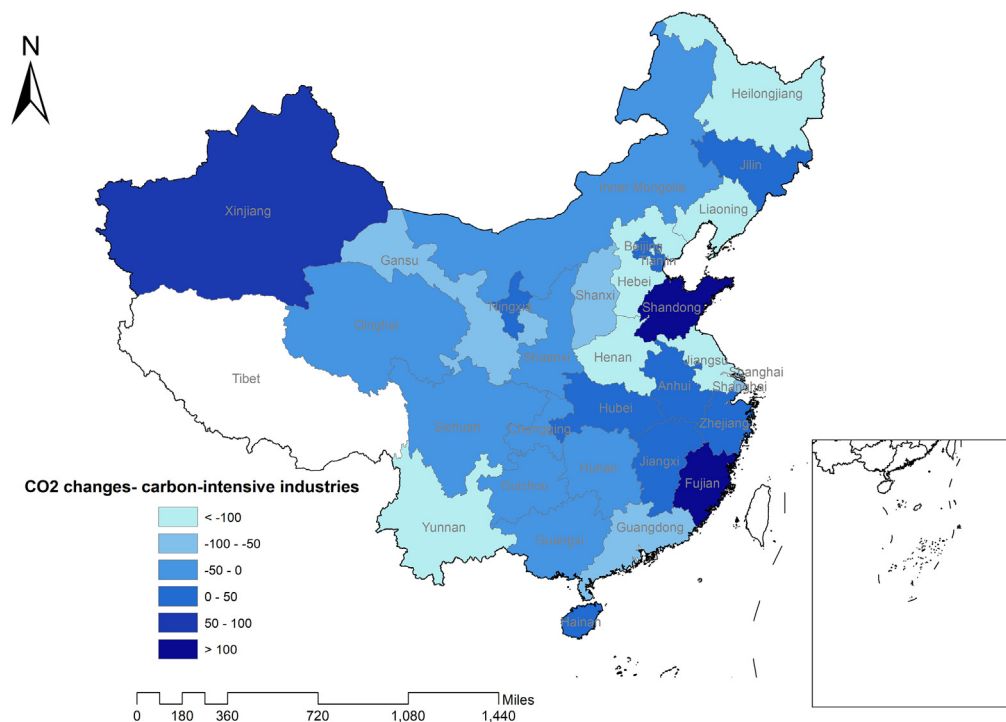 N
Heilongjiang
Jilin
Inner Mongolia
Liaoning
Xinjiang
Gansu
Beijing
Tianjin
Hebei
Shanxi
Ningxia
Shandong
Qinghai
Shaanxi
Henan
Jiangsu
Shanghai
Shanghai
Anhui
Tibet
Hubei
Zhejiang
Sichuan
Chongqing
Hunan
Jiangxi
Guizhou
Fujian
Yunnan
Guangdong
Guangxi
Hainan
CO2 changes- carbon-intensive industries
< -100
-100 - -50
-50 - 0
0 - 50
50 - 100
> 100
Miles
0 180 360 720 1,080 1,440